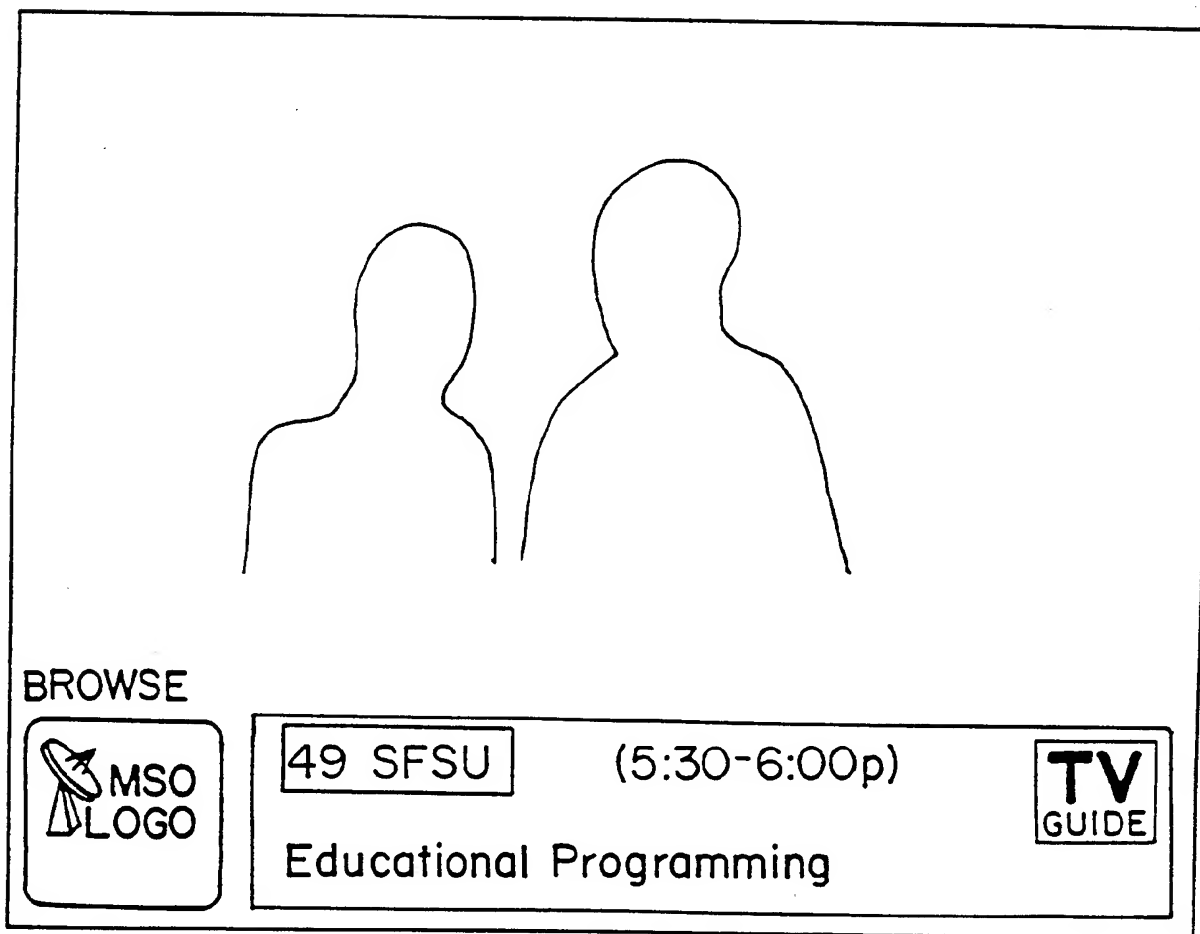 BROWSE
MSO
LOGO
49 SFSU (5:30-6:00p)
Educational Programming
TV
GUIDE